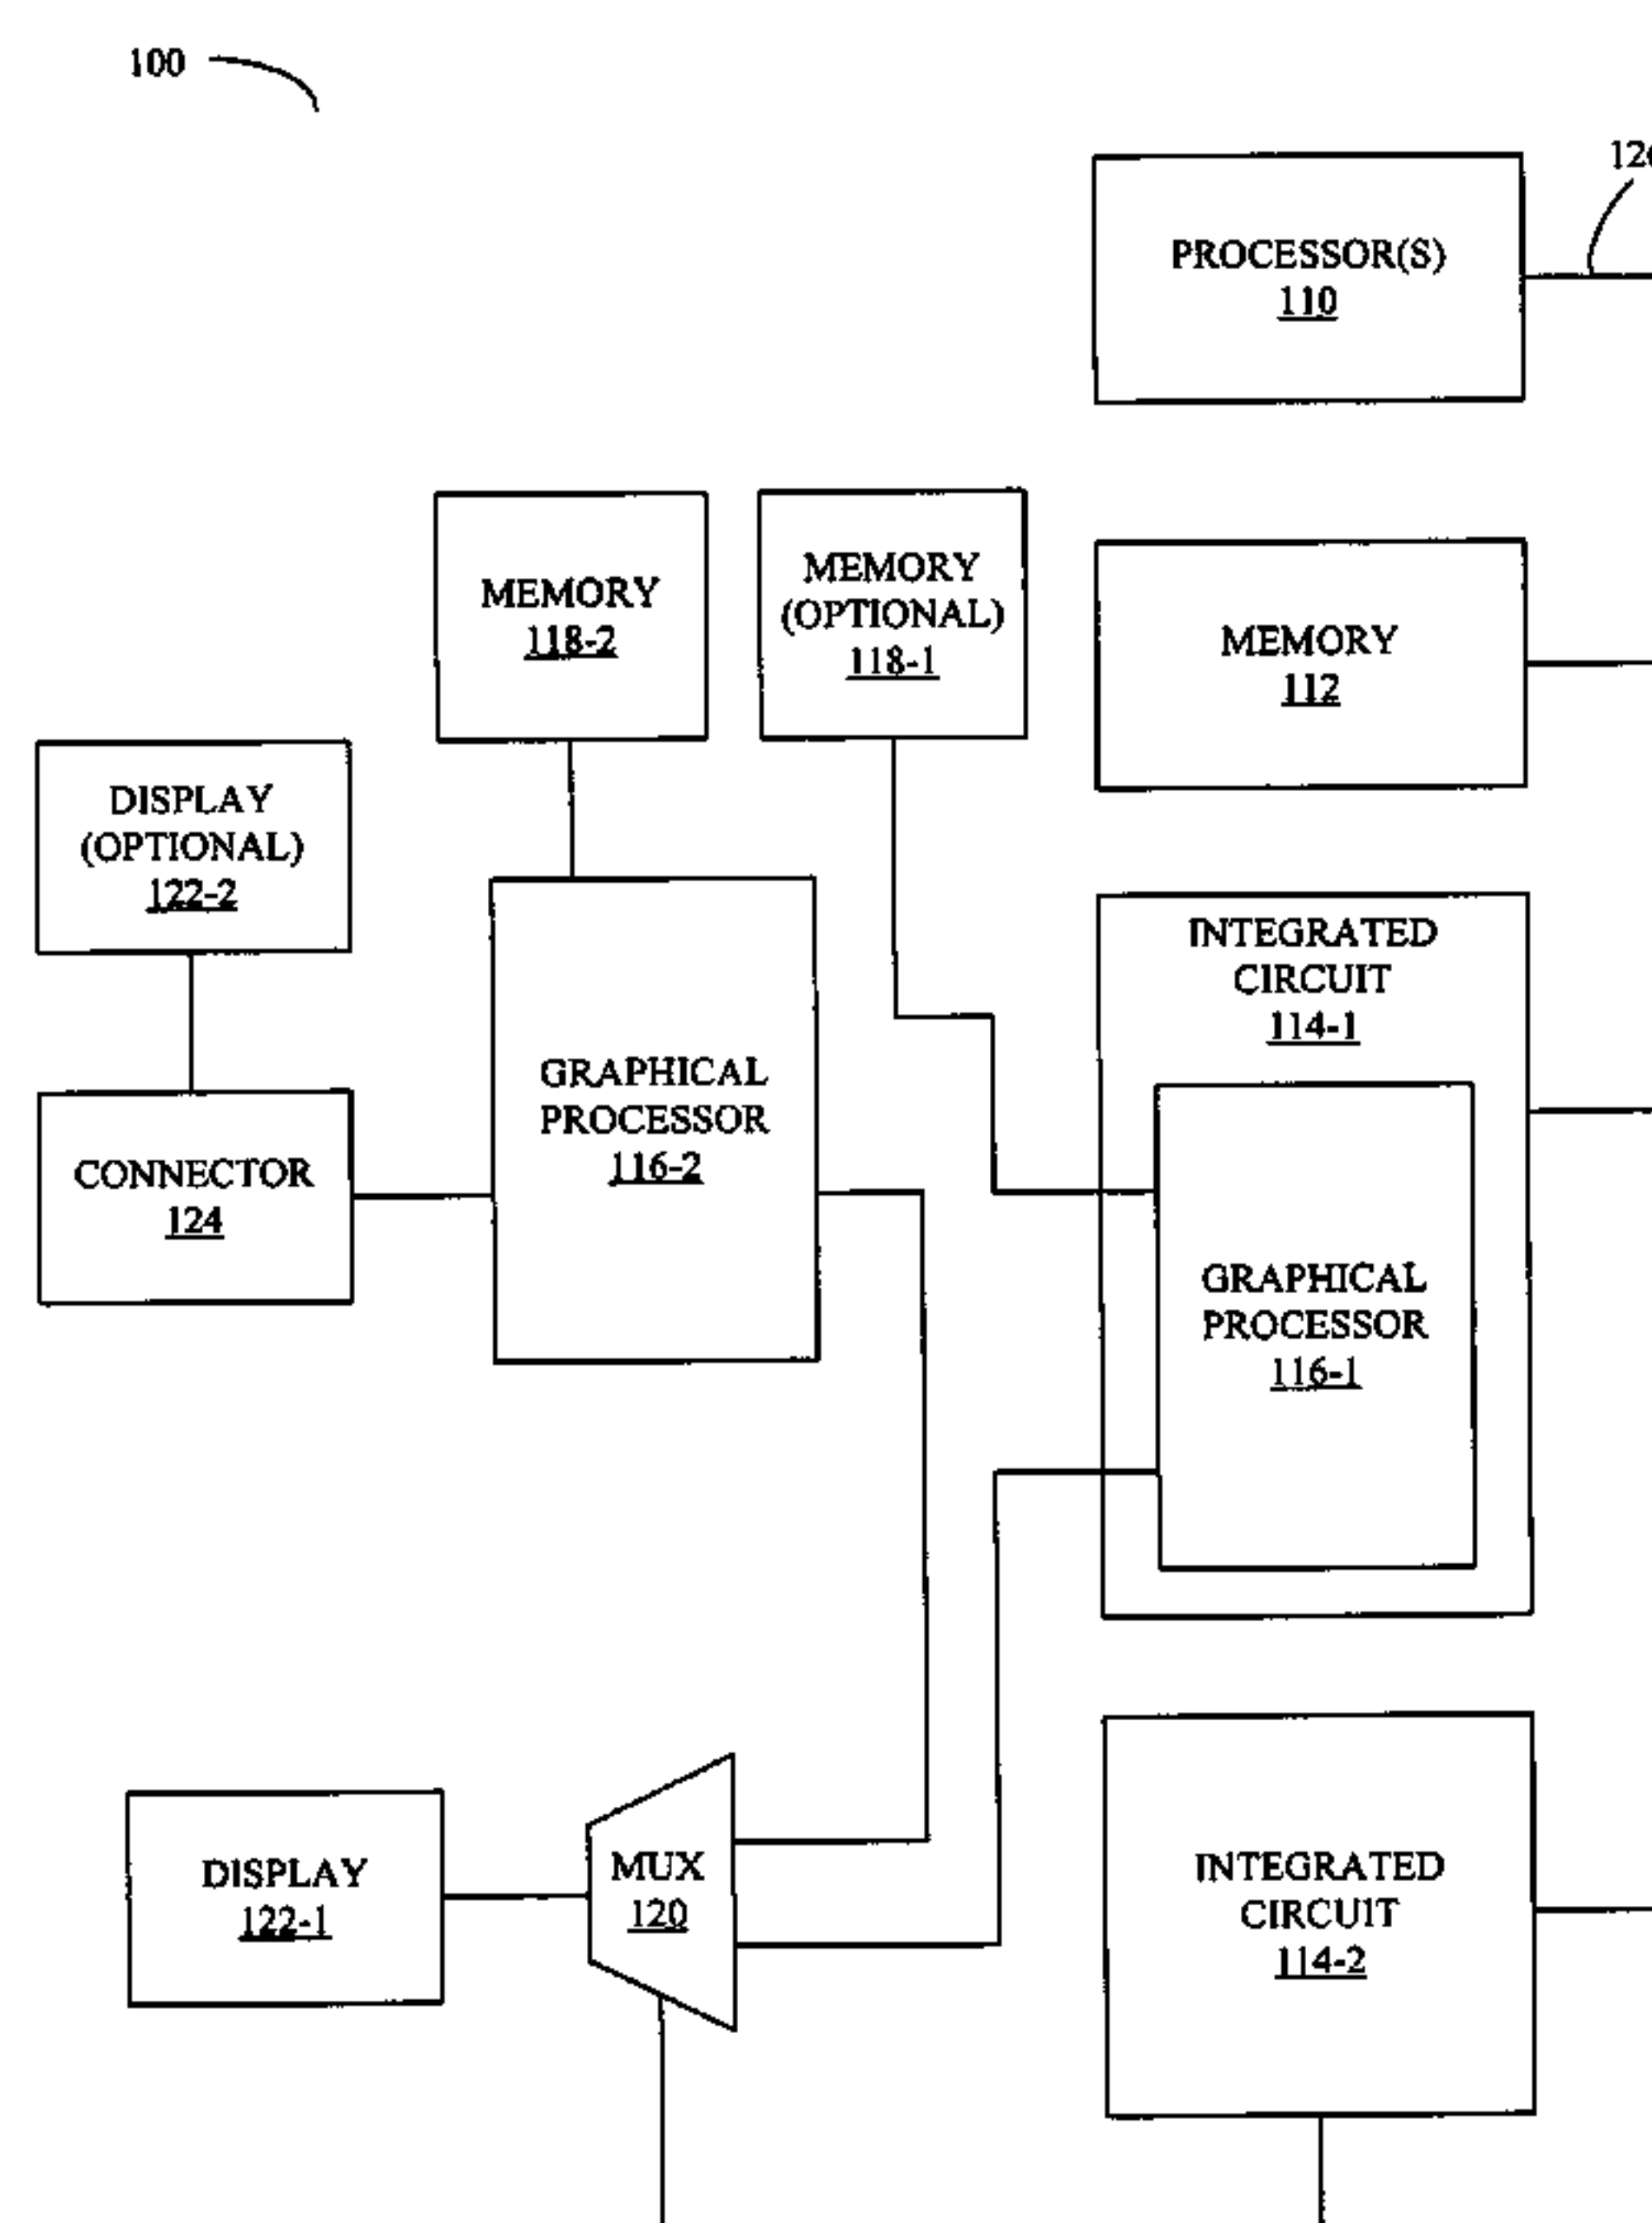 100
126
PROCESSOR(S)
110
MEMORY
118-2
MEMORY
(OPTIONAL)
118-1
MEMORY
112
DISPLAY
(OPTIONAL)
122-2
INTEGRATED
CIRCUIT
114-1
GRAPHICAL
PROCESSOR
116-2
CONNECTOR
124
GRAPHICAL
PROCESSOR
116-1
DISPLAY
122-1
MUX
120
INTEGRATED
CIRCUIT
114-2